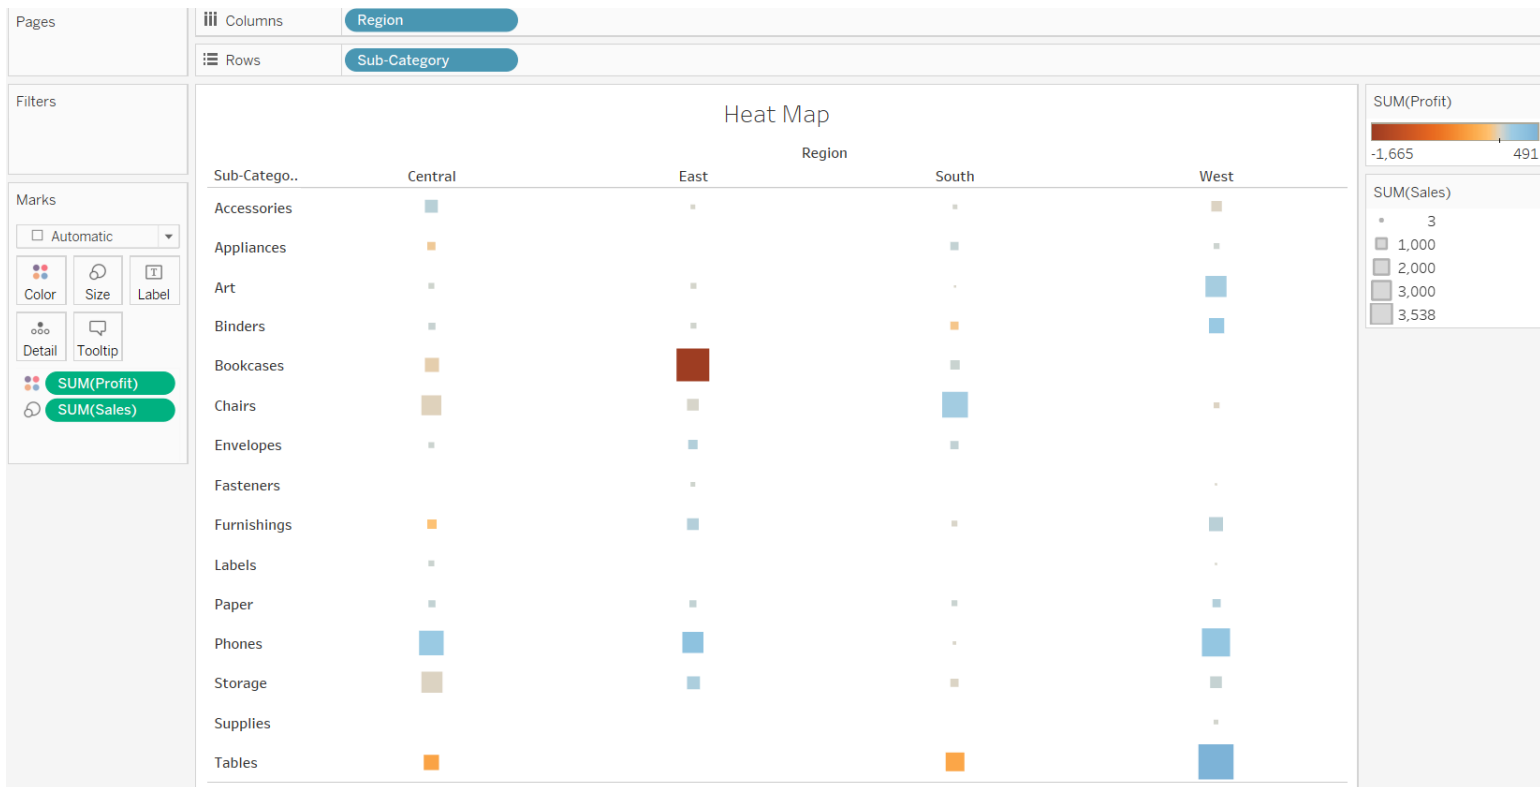 Pages
Columns Region
Rows Sub-Category
Filters
Marks
Automatic
Color Size Label
T
Detail Tooltip
SUM(Profit)
SUM(Sales)
Heat Map
Region
Sub-Catego.. Central East South West
Accessories
Appliances
Art
Binders
Bookcases
Chairs
Envelopes
Fasteners
Furnishings
Labels
Paper
Phones
Storage
Supplies
Tables
SUM(Profit)
-1,665 491
SUM(Sales)
3
1,000
2,000
3,000
3,538